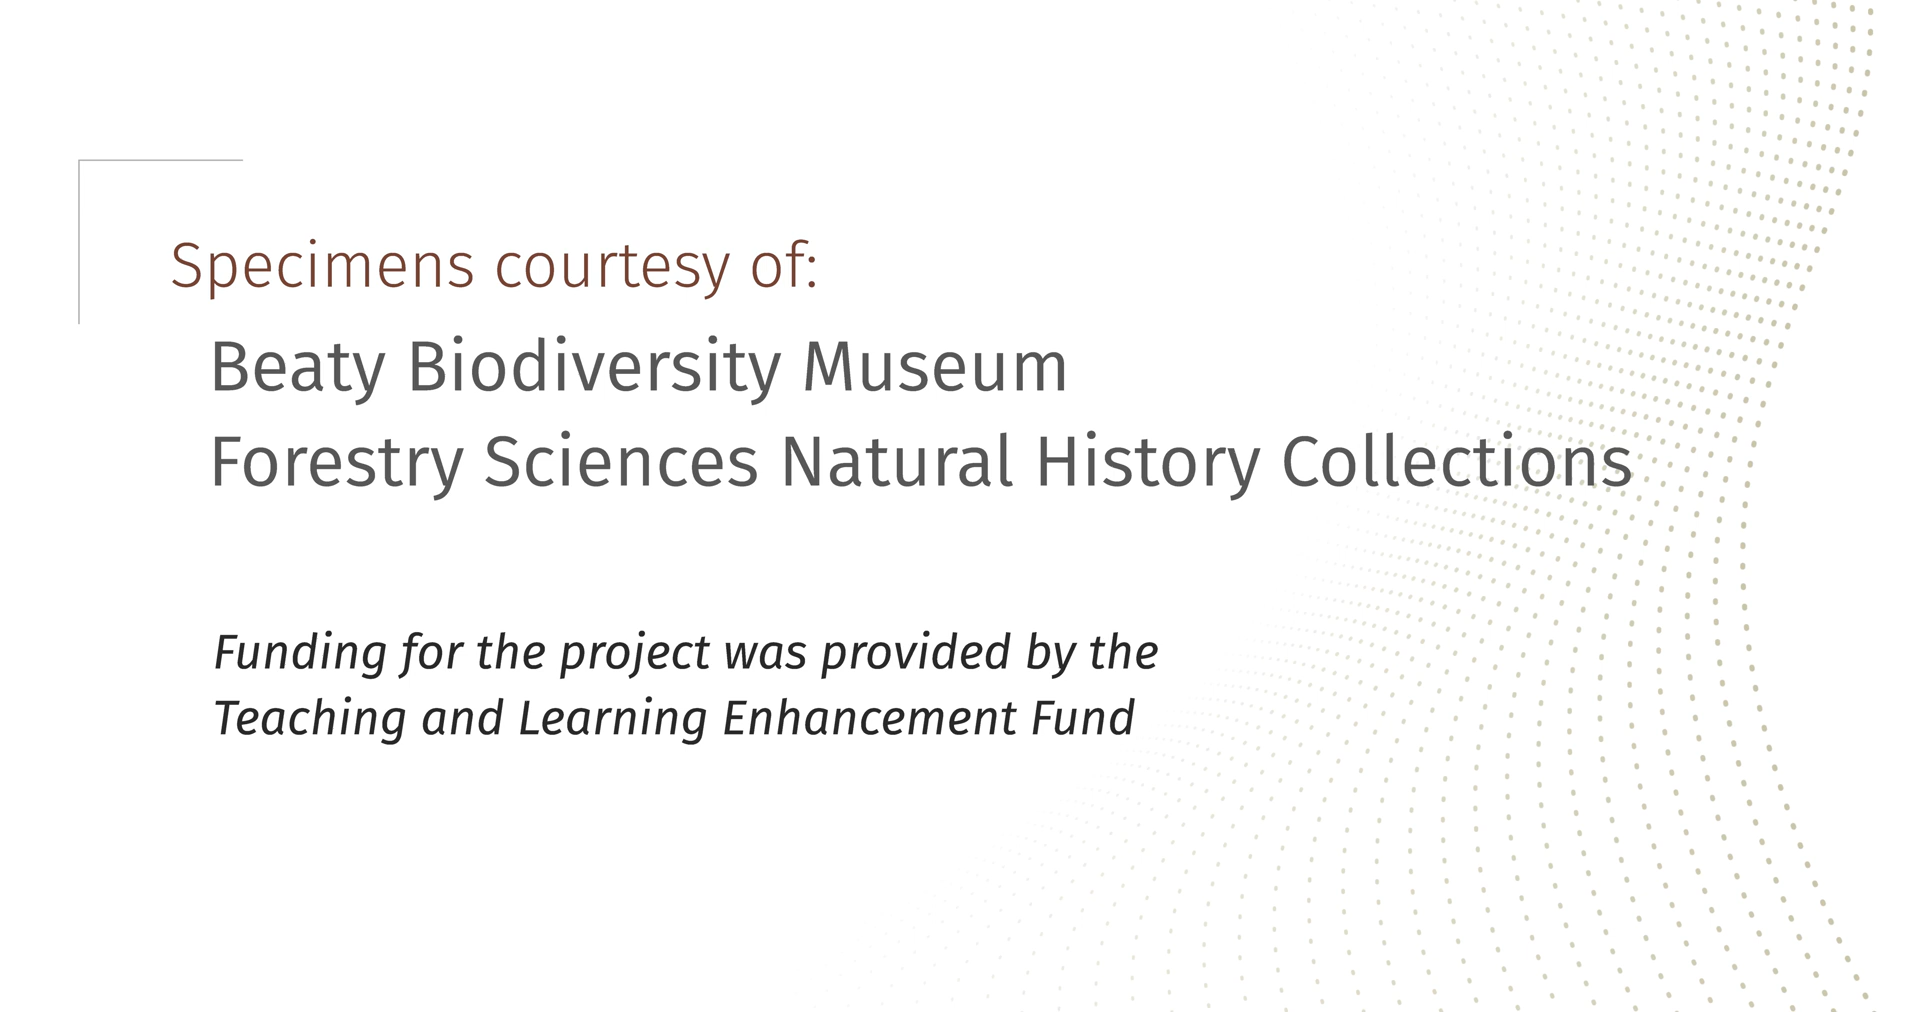 Specimens courtesy of:
Beaty Biodiversity Museum
Forestry Sciences Natural History Collections
Funding for the project was provided by the
Teaching and Learning Enhancement Fund